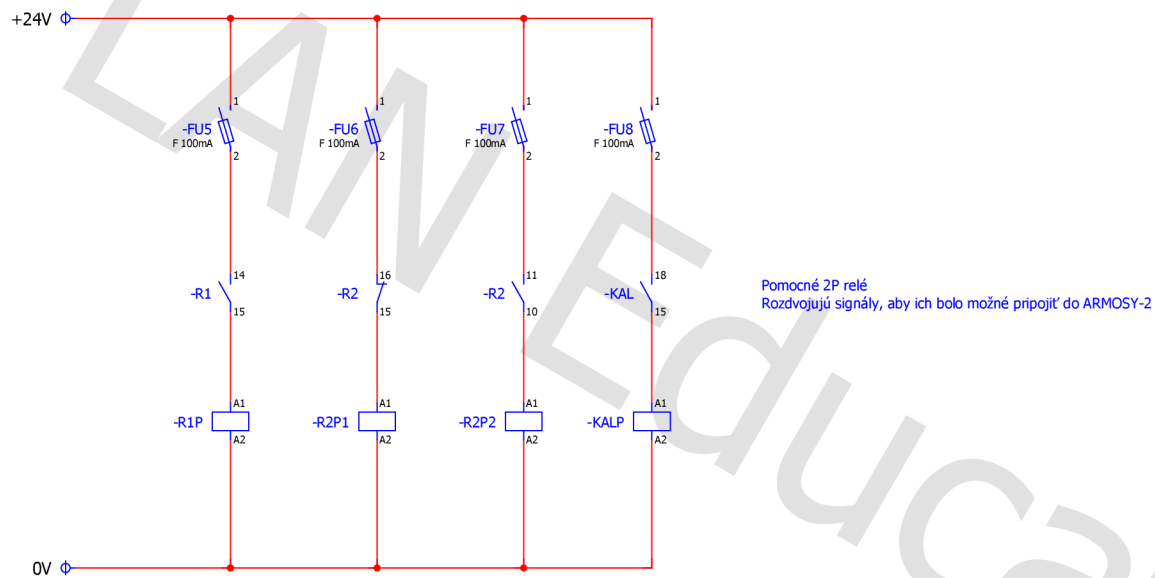 +24V
1 1 1 1
-FU5 -FU6 -FU7 -FU8
F 100mA F 100mA F 100mA F 100mA
2 2 2 2
14 16 11 18
-R1 -R2 -R2 -KAL
15 15 10 15
Pomocné 2P relé
Rozdvojujú signály, aby ich bolo možné pripojiť do ARMOSY-2
A1 A1 A1 A1
-R1P -R2P1 -R2P2 -KALP
A2 A2 A2 A2
0V
LAN Educa